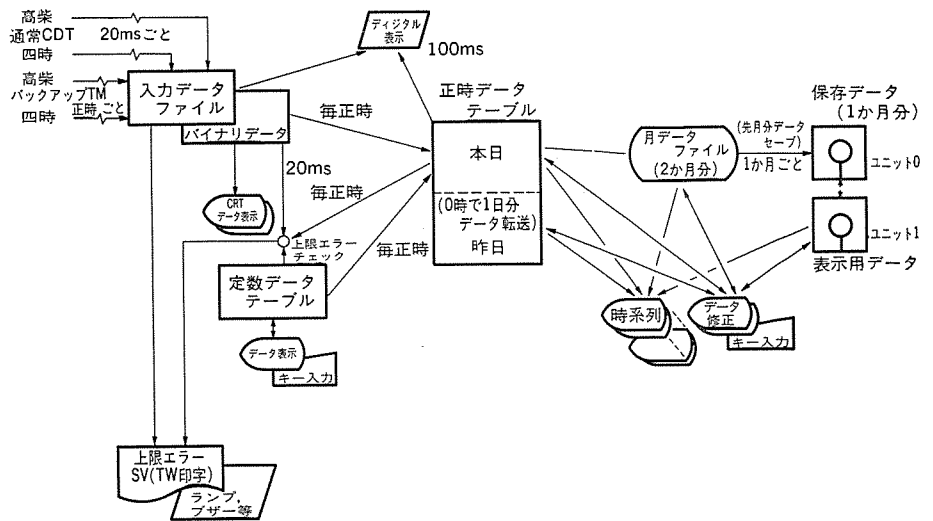 高柴
通常CDT 20msごと
四時
高柴
バックアップTM
正時ごと
四時
入力データ
ファイル
バイナリデータ
ディジタル
表示
100ms
毎正時
20ms
毎正時
CRT
データ表示
上限エラー
チェック
毎正時
定数データ
テーブル
データ表示
キー入力
上限エラー
SV(TW印字)
ランプ,
ブザー等
正時データ
テーブル
本日
(0時で1日分
データ転送)
昨日
月データ
ファイル
(2か月分)
(先月分データ
セーブ)
1か月ごと
保存データ
(1か月分)
ユニット0
ユニット1
表示用データ
時系列
データ
修正
キー入力